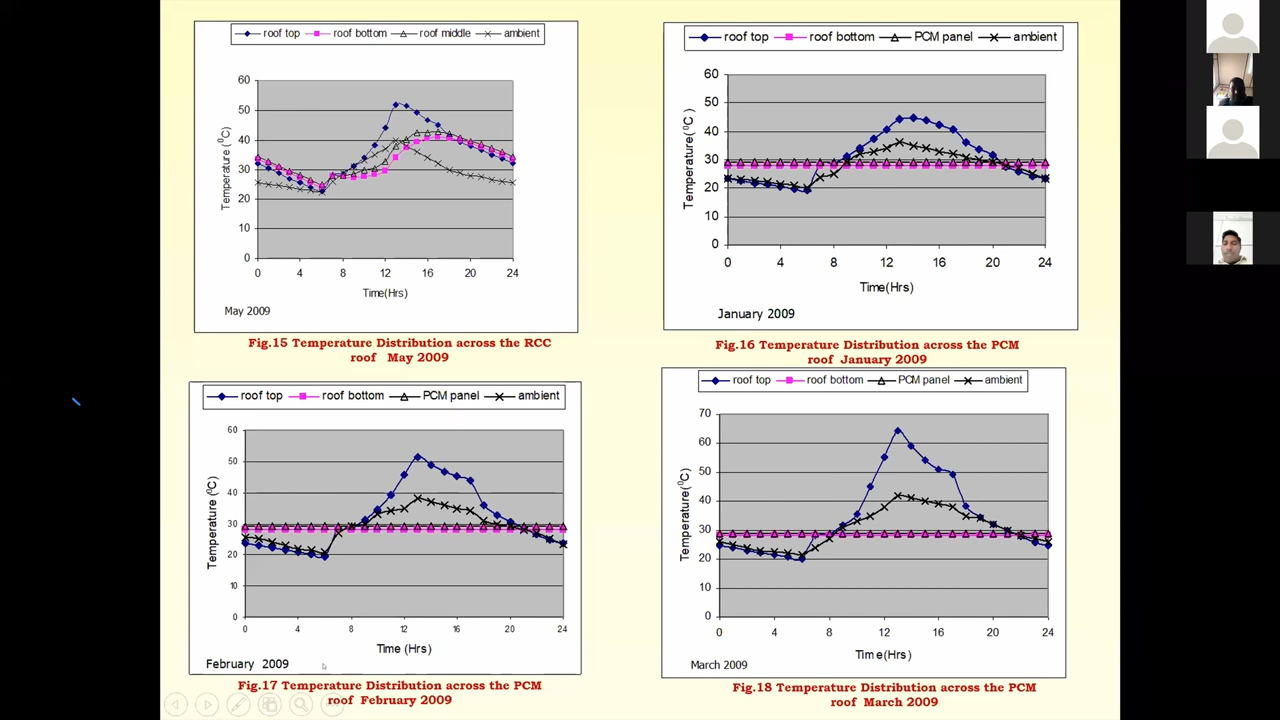 roof top roof bottom roof middle ambient
60
50
40
30
20
10
0
Temperature (⁰C)
0 4 8 12 16 20 24
Time(Hrs)
May 2009
Fig.15 Temperature Distribution across the RCC
roof May 2009
roof top roof bottom PCM panel ambient
60
50
40
30
20
10
0
Temperature (⁰C )
0 4 8 12 16 20 24
Time(Hrs)
January 2009
Fig.16 Temperature Distribution across the PCM
roof January 2009
roof top roof bottom PCM panel ambient
60
50
40
30
20
10
0
Temperature (⁰C)
0 4 8 12 16 20 24
Time (Hrs)
February 2009
Fig.17 Temperature Distribution across the PCM
roof February 2009
roof top roof bottom PCM panel ambient
70
60
50
40
30
20
10
0
Temperature(⁰C)
0 4 8 12 16 20 24
Time(Hrs)
March 2009
Fig.18 Temperature Distribution across the PCM
roof March 2009